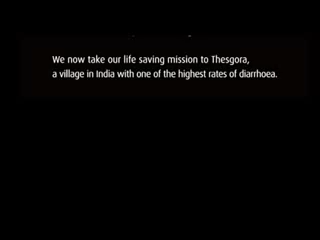 We now take our life saving mission to Thesgora,
a village in India with one of the highest rates of diarrhoea.